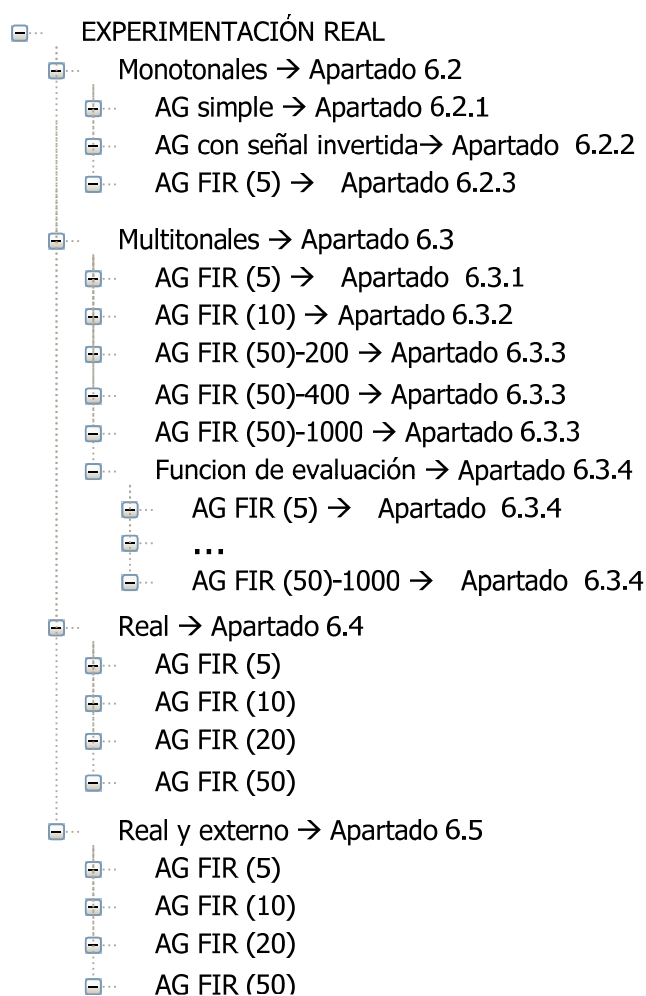 EXPERIMENTACIÓN REAL
Monotonales → Apartado 6.2
AG simple → Apartado 6.2.1
AG con señal invertida→ Apartado 6.2.2
AG FIR (5) → Apartado 6.2.3
Multitonales → Apartado 6.3
AG FIR (5) → Apartado 6.3.1
AG FIR (10) → Apartado 6.3.2
AG FIR (50)-200 → Apartado 6.3.3
AG FIR (50)-400 → Apartado 6.3.3
AG FIR (50)-1000 → Apartado 6.3.3
Funcion de evaluación → Apartado 6.3.4
AG FIR (5) → Apartado 6.3.4
...
AG FIR (50)-1000 → Apartado 6.3.4
Real → Apartado 6.4
AG FIR (5)
AG FIR (10)
AG FIR (20)
AG FIR (50)
Real y externo → Apartado 6.5
AG FIR (5)
AG FIR (10)
AG FIR (20)
AG FIR (50)